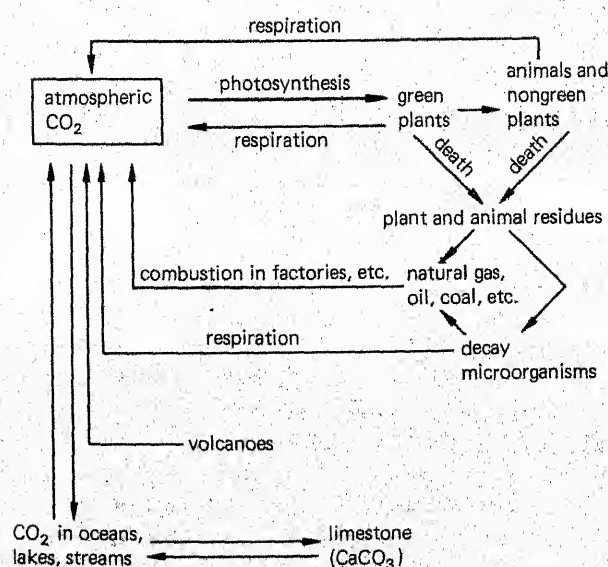 respiration
atmospheric
CO₂
photosynthesis
respiration
green
plants
animals and
nongreen
plants
death
death
plant and animal residues
combustion in factories, etc.
natural gas,
oil, coal, etc.
respiration
decay
microorganisms
volcanoes
CO₂ in oceans,
lakes, streams
limestone
(CaCO₃)